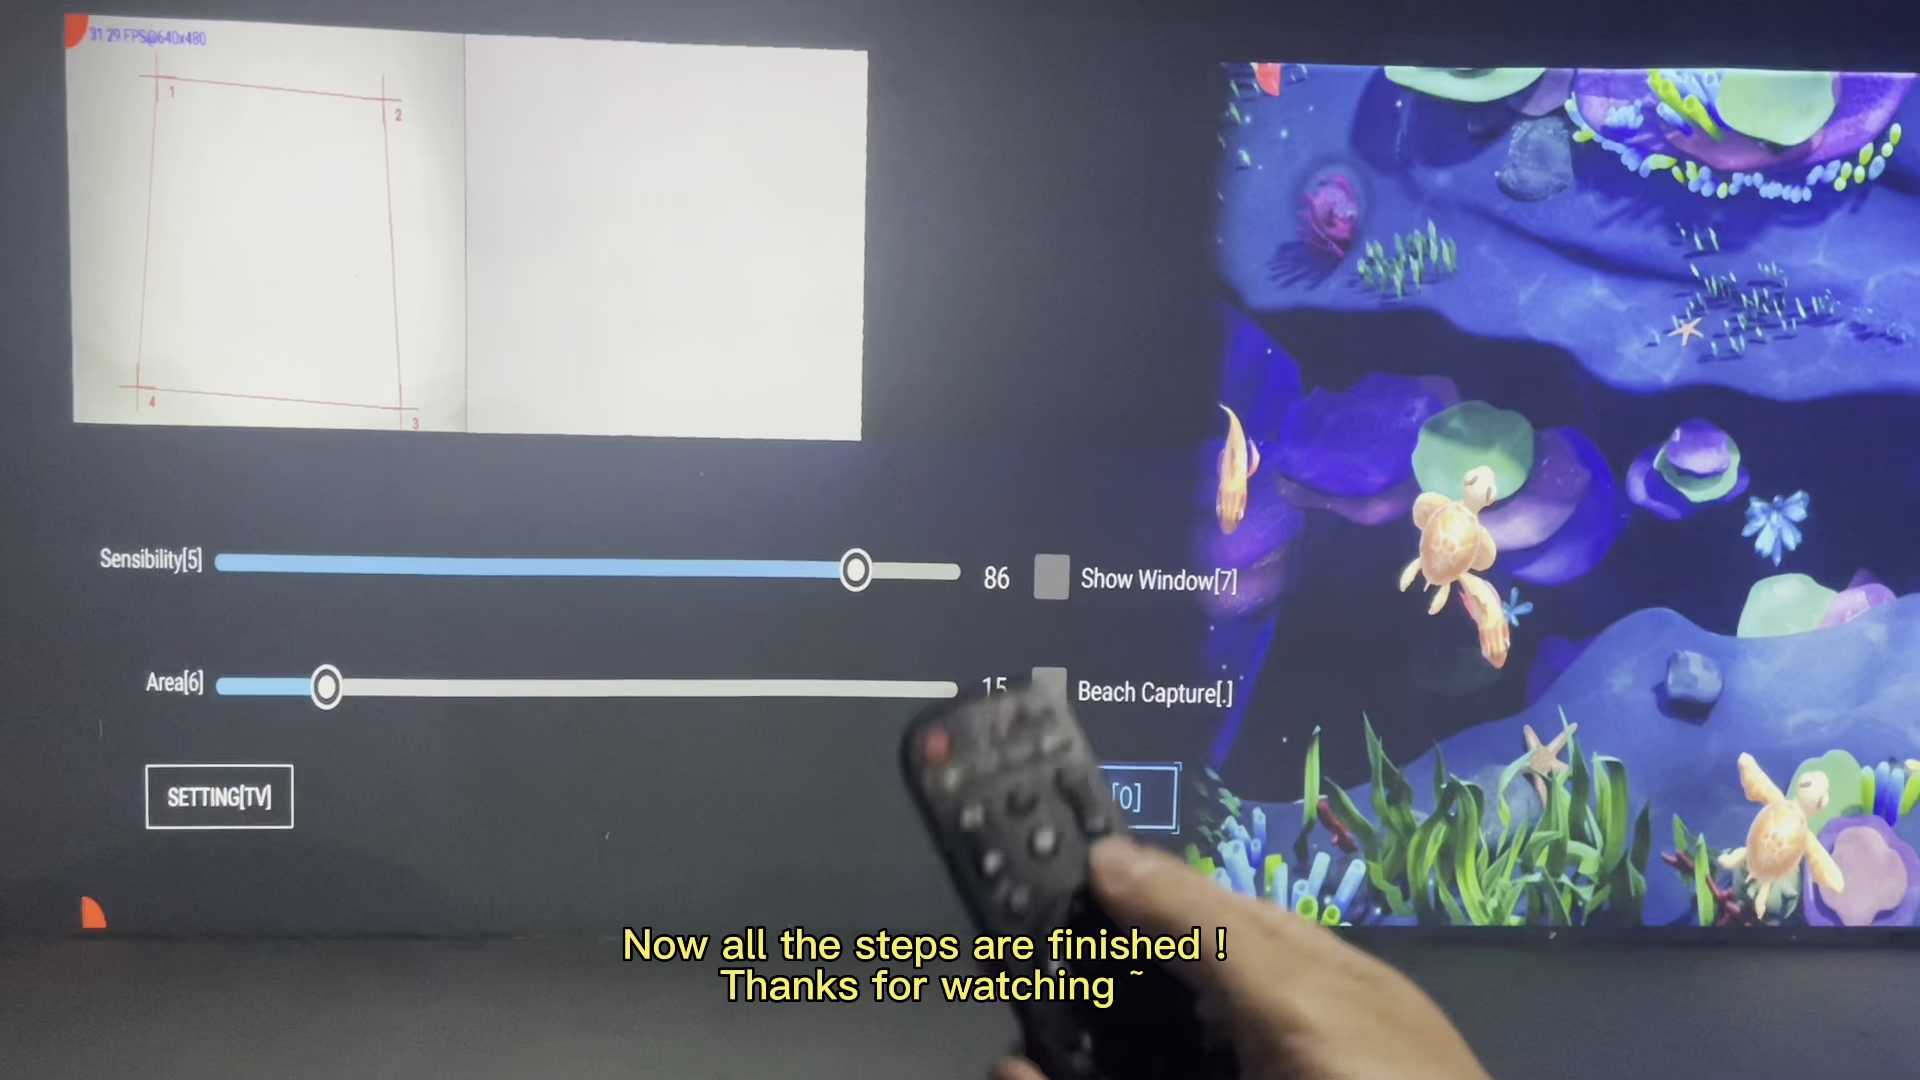 31.29 FPS@640x480
1
2
4
3
Sensibility[5]
86
Show Window[7]
Area[6]
15
Beach Capture[.]
SETTING[TV]
[0]
Now all the steps are finished !
Thanks for watching ~